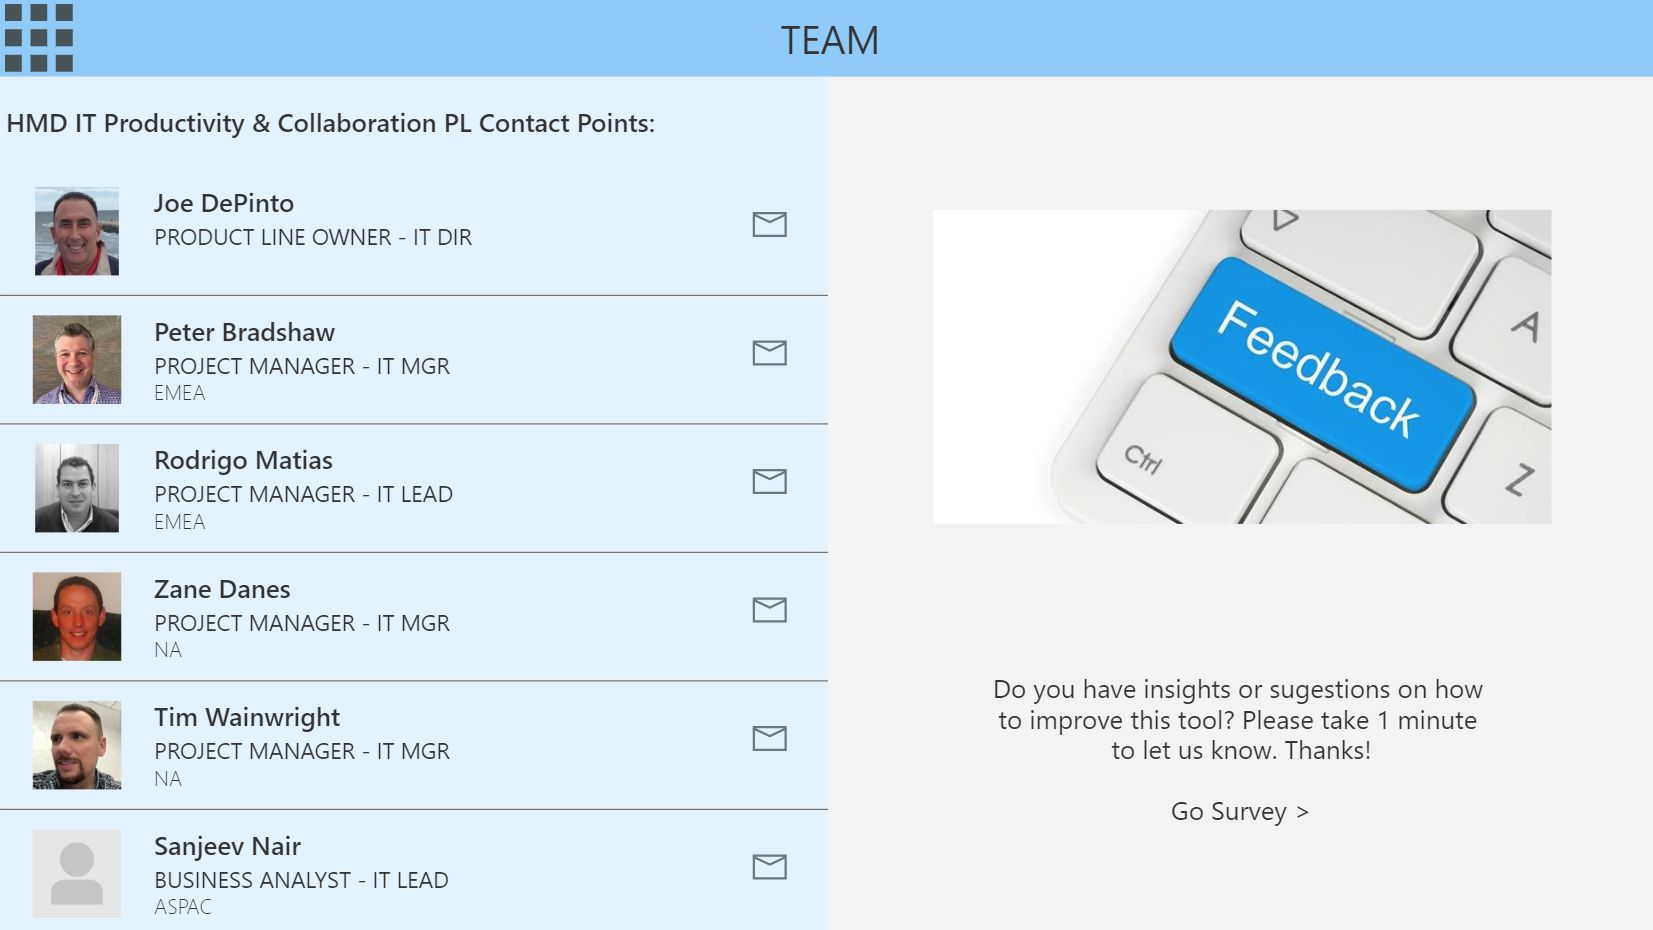 TEAM
HMD IT Productivity & Collaboration PL Contact Points:
Joe DePinto
PRODUCT LINE OWNER - IT DIR
Peter Bradshaw
PROJECT MANAGER - IT MGR
EMEA
Rodrigo Matias
PROJECT MANAGER - IT LEAD
EMEA
Zane Danes
PROJECT MANAGER - IT MGR
NA
Tim Wainwright
PROJECT MANAGER - IT MGR
NA
Sanjeev Nair
BUSINESS ANALYST - IT LEAD
ASPAC
A
Feedback
Ctrl
Z
Do you have insights or sugestions on how
to improve this tool? Please take 1 minute
to let us know. Thanks!
Go Survey >